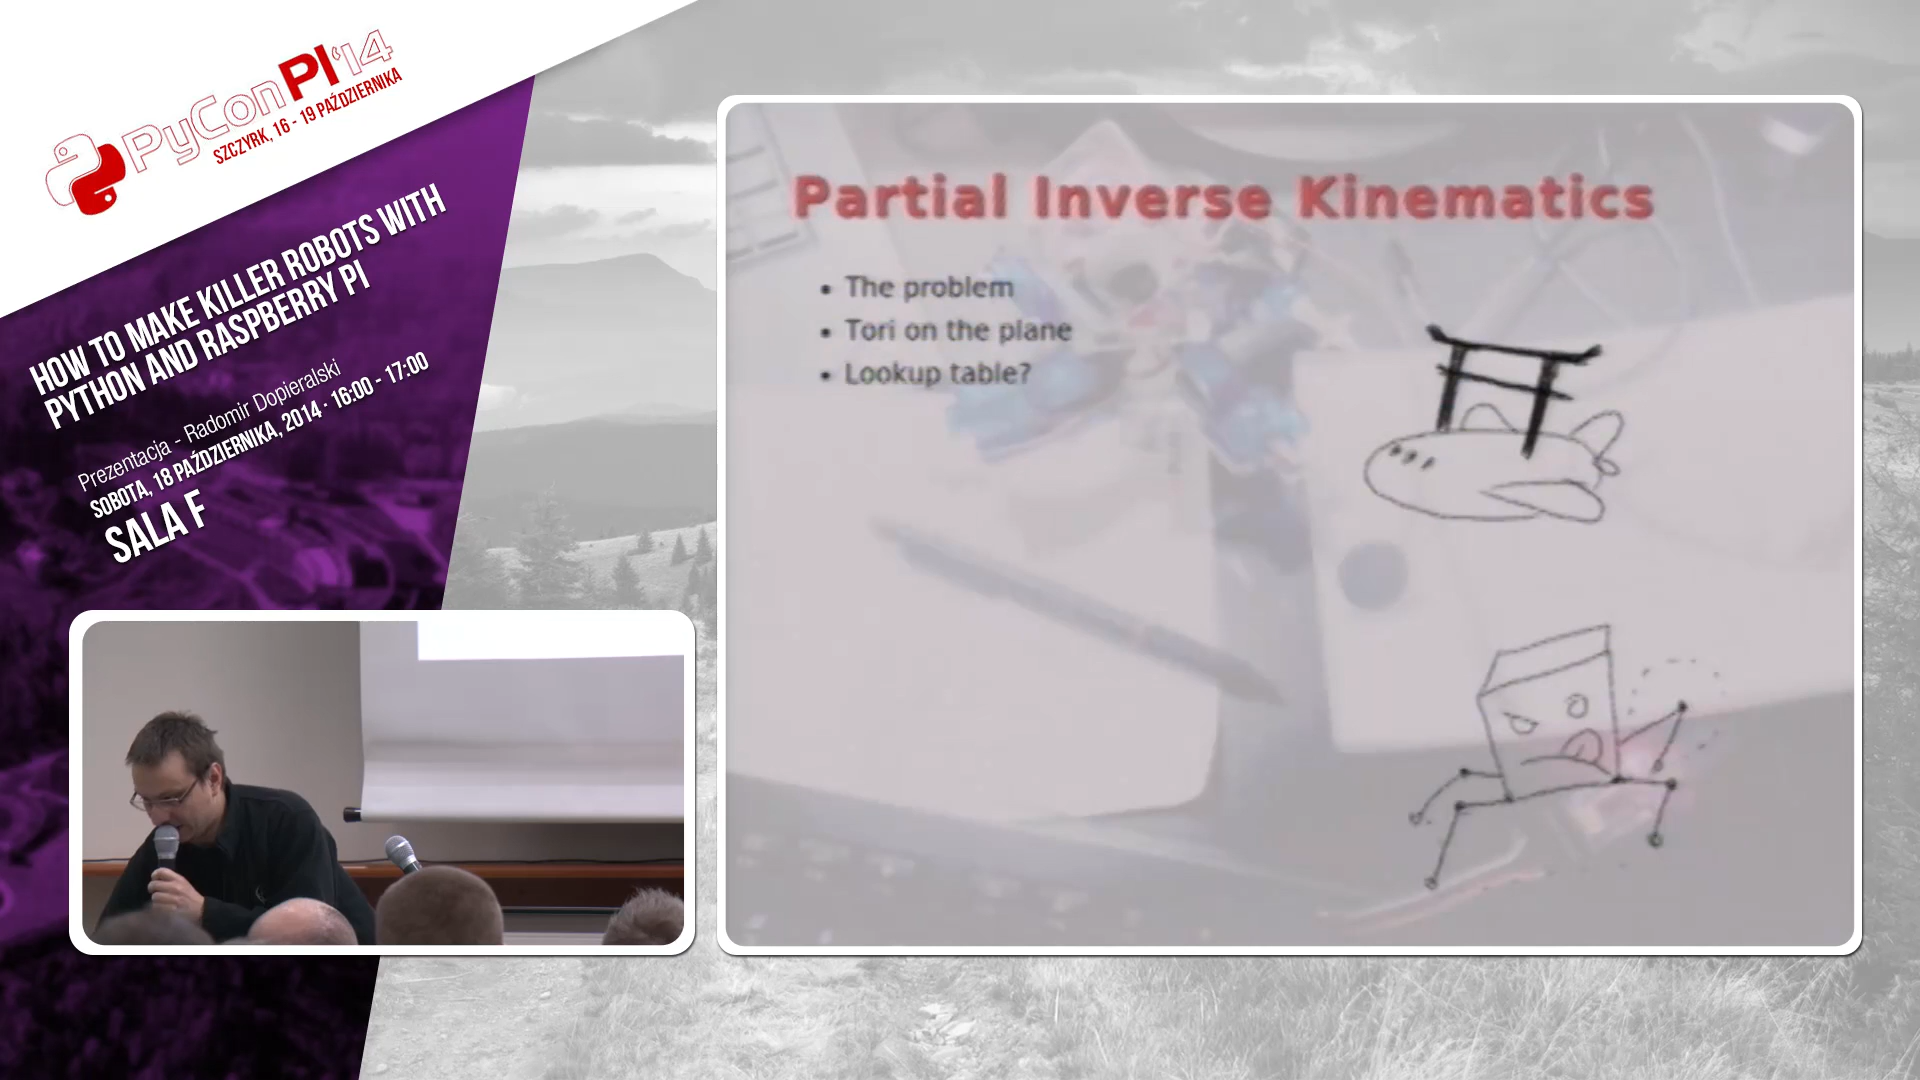 PyConPl'14
SZCZYRK, 16 - 19 PAŹDZIERNIKA
HOW TO MAKE KILLER ROBOTS WITH
PYTHON AND RASPBERRY PI
Prezentacja - Radomir Dopieralski
SOBOTA, 18 PAŹDZIERNIKA, 2014 · 16:00 - 17:00
SALA F
Partial Inverse Kinematics
• The problem
• Tori on the plane
• Lookup table?